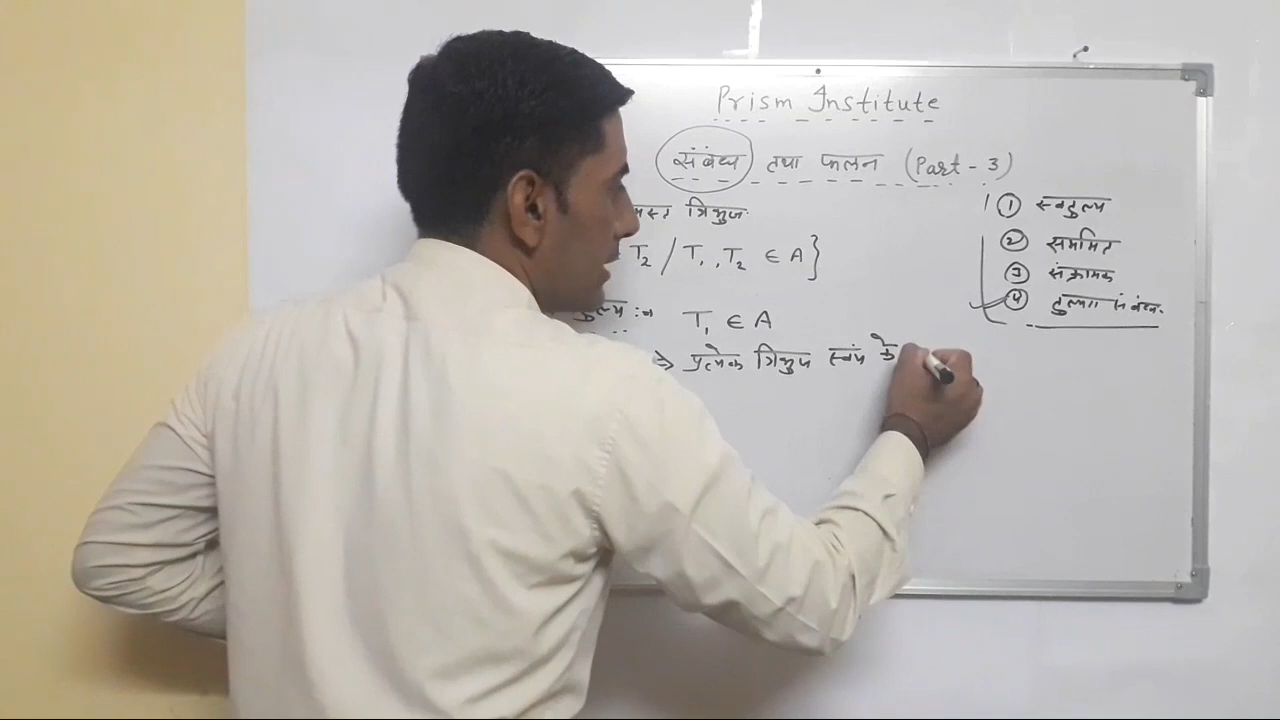 Prism Institute
संबंध तथा फलन (Part - 3)
मस्त त्रिभुज
T₂ / T₁, T₂ ∈ A}
तुल्य :-
T₁ ∈ A
⇒ प्रत्येक त्रिभुज स्वंय के
① स्वतुल्य
② सममित
③ संक्रामक
④ तुल्यता संबंध